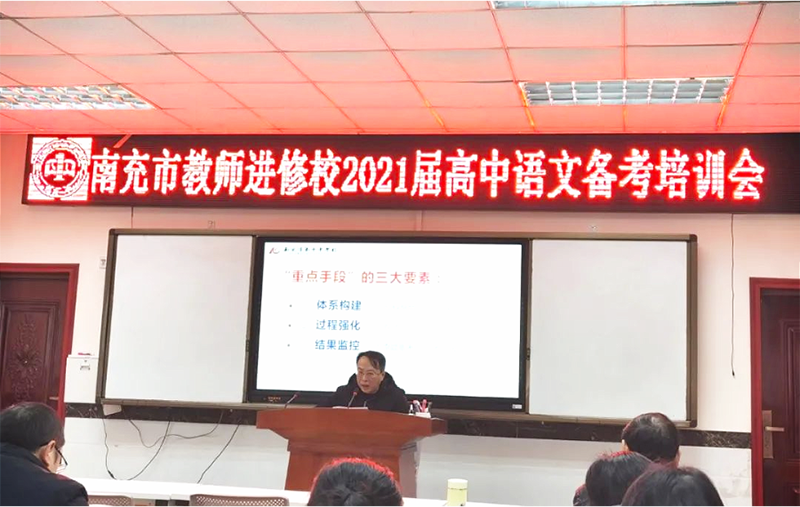 南充市教师进修校2021届高中语文备考培训会
“重点手段”的三大要素：
· 体系构建
· 过程强化
· 结果监控